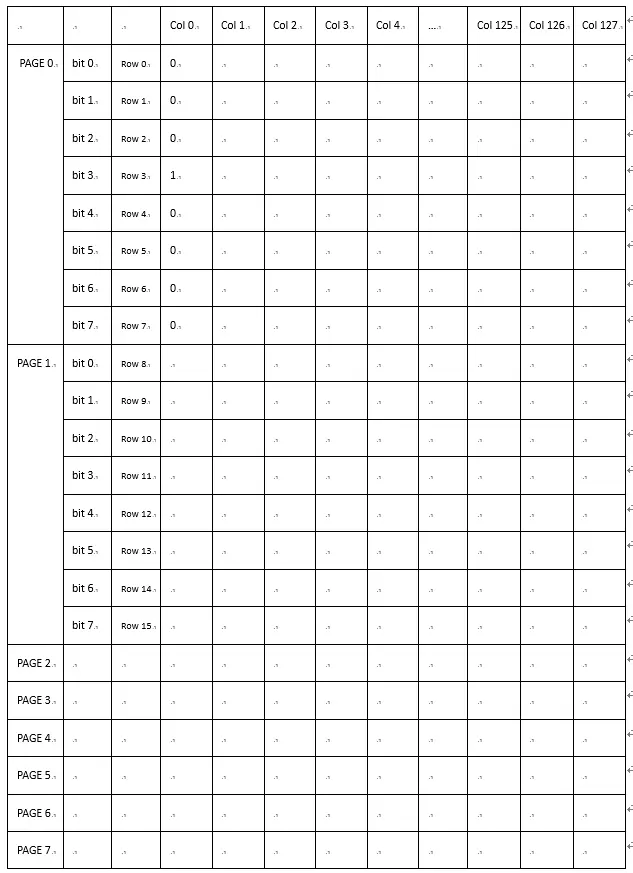 Col 0 Col 1 Col 2 Col 3 Col 4 ... Col 125 Col 126 Col 127
PAGE 0 bit 0 Row 0 0
bit 1 Row 1 0
bit 2 Row 2 0
bit 3 Row 3 1
bit 4 Row 4 0
bit 5 Row 5 0
bit 6 Row 6 0
bit 7 Row 7 0
PAGE 1 bit 0 Row 8
bit 1 Row 9
bit 2 Row 10
bit 3 Row 11
bit 4 Row 12
bit 5 Row 13
bit 6 Row 14
bit 7 Row 15
PAGE 2
PAGE 3
PAGE 4
PAGE 5
PAGE 6
PAGE 7